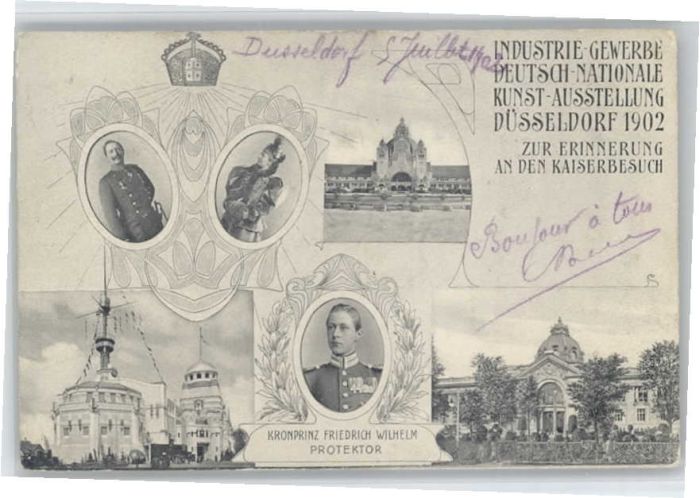 Dusseldorf 5 Juillet 1902
INDUSTRIE-GEWERBE
DEUTSCH-NATIONALE
KUNST-AUSSTELLUNG
DÜSSELDORF 1902
ZUR ERINNERUNG
AN DEN KAISERBESUCH
Bonjour à tous
KRONPRINZ FRIEDRICH WILHELM
PROTEKTOR